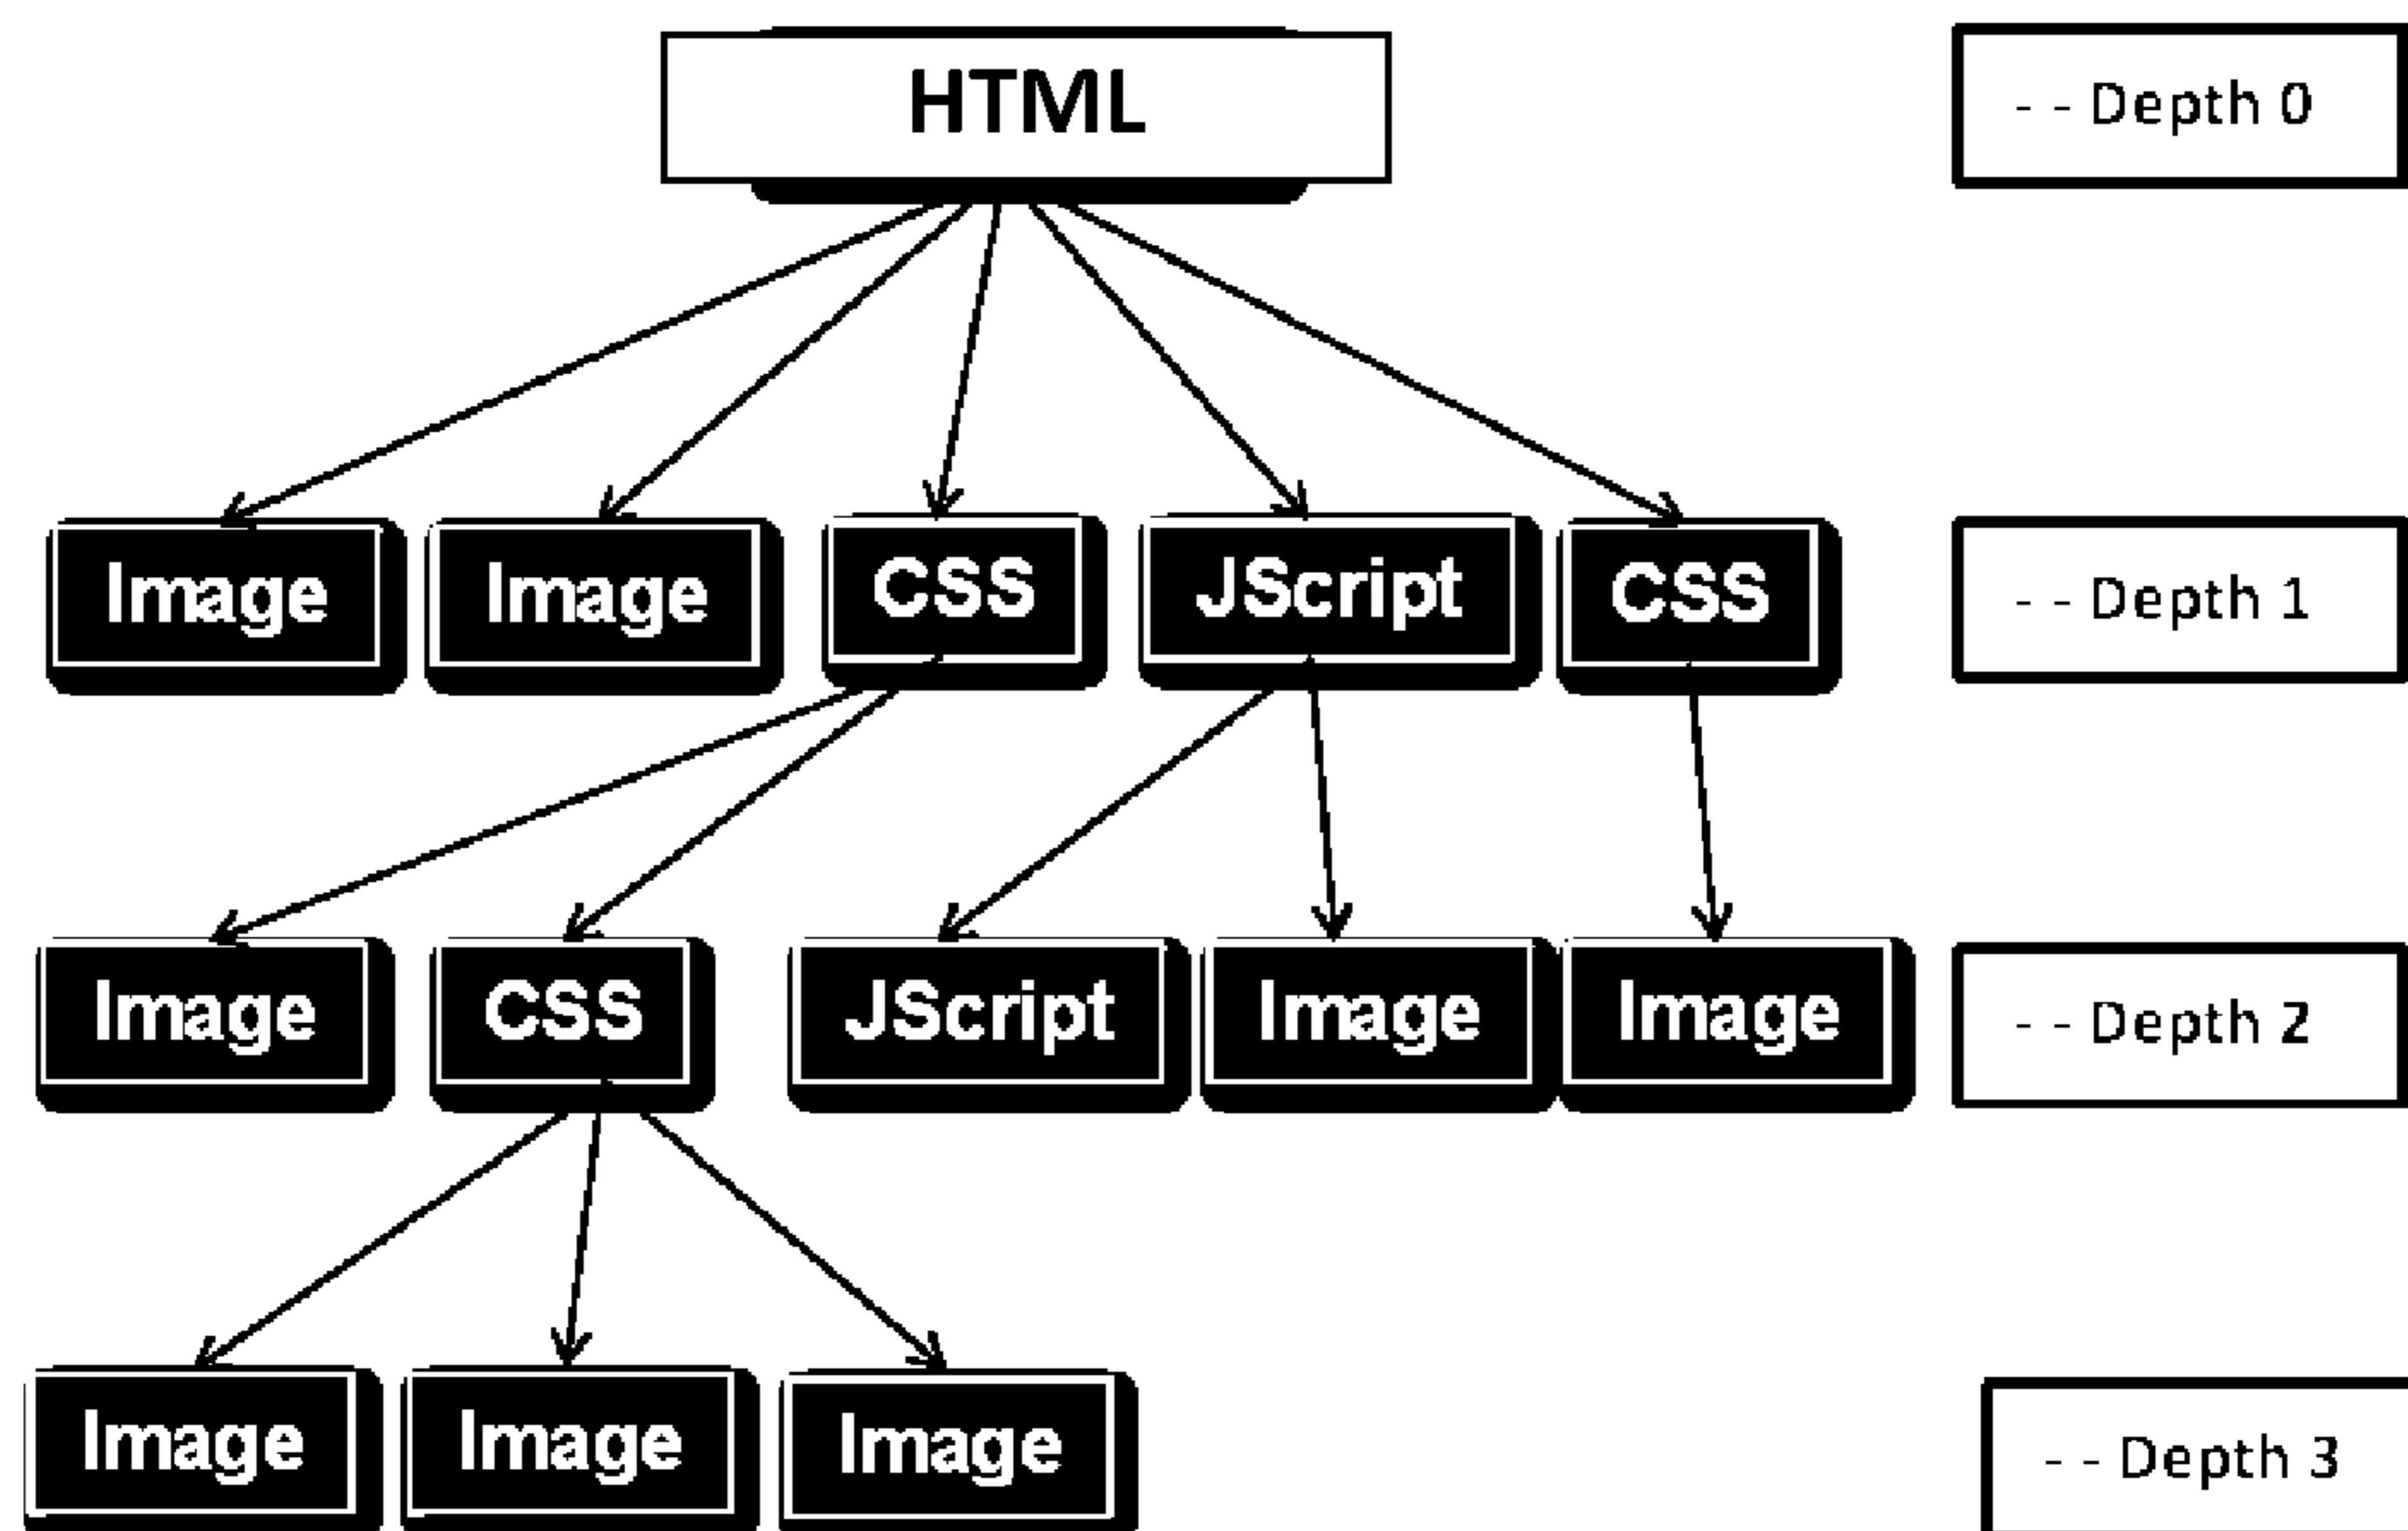 HTML
- - Depth 0
Image Image CSS JScript CSS
- - Depth 1
Image CSS JScript Image Image
- - Depth 2
Image Image Image
- - Depth 3